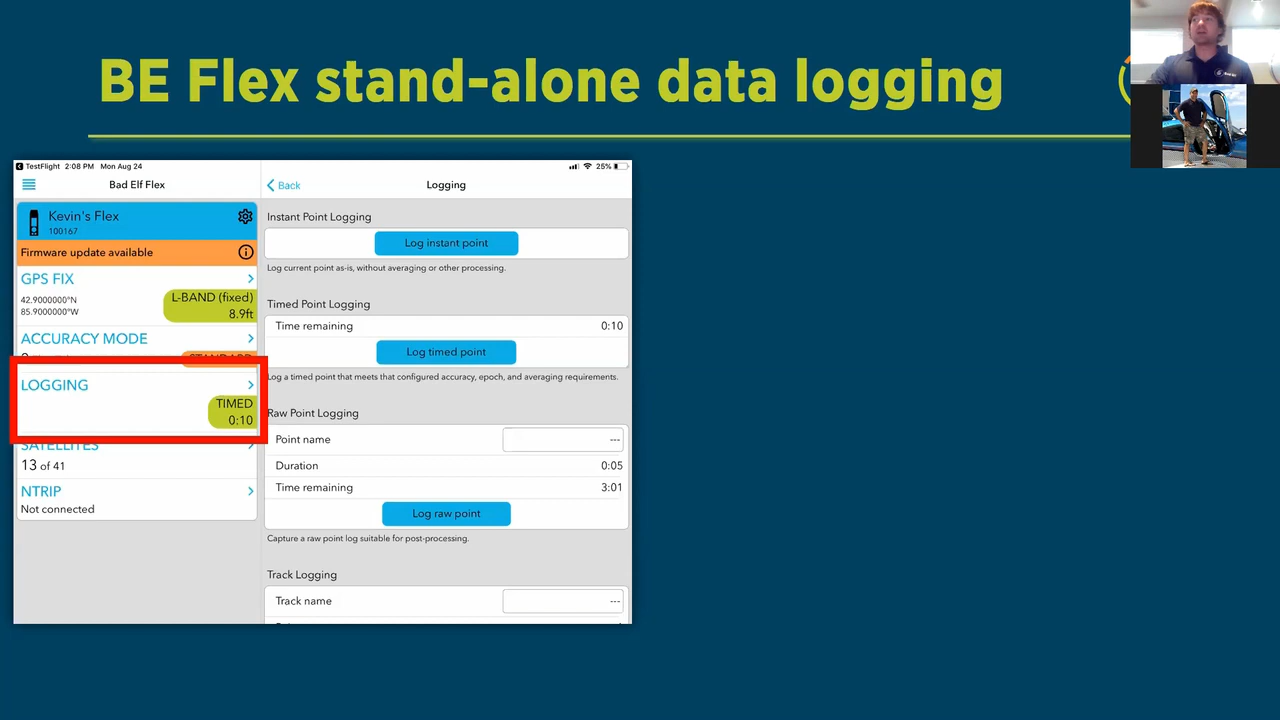 BE Flex stand-alone data logging
TestFlight 2:08 PM Mon Aug 24
25%
Bad Elf Flex
Back
Logging
Kevin's Flex
100167
Firmware update available
GPS FIX
42.9000000°N
85.9000000°W
L-BAND (fixed)
8.9ft
ACCURACY MODE
STANDARD
LOGGING
TIMED
0:10
SATELLITES
13 of 41
NTRIP
Not connected
Instant Point Logging
Log instant point
Log current point as-is, without averaging or other processing.
Timed Point Logging
Time remaining 0:10
Log timed point
Log a timed point that meets that configured accuracy, epoch, and averaging requirements.
Raw Point Logging
Point name ---
Duration 0:05
Time remaining 3:01
Log raw point
Capture a raw point log suitable for post-processing.
Track Logging
Track name ---